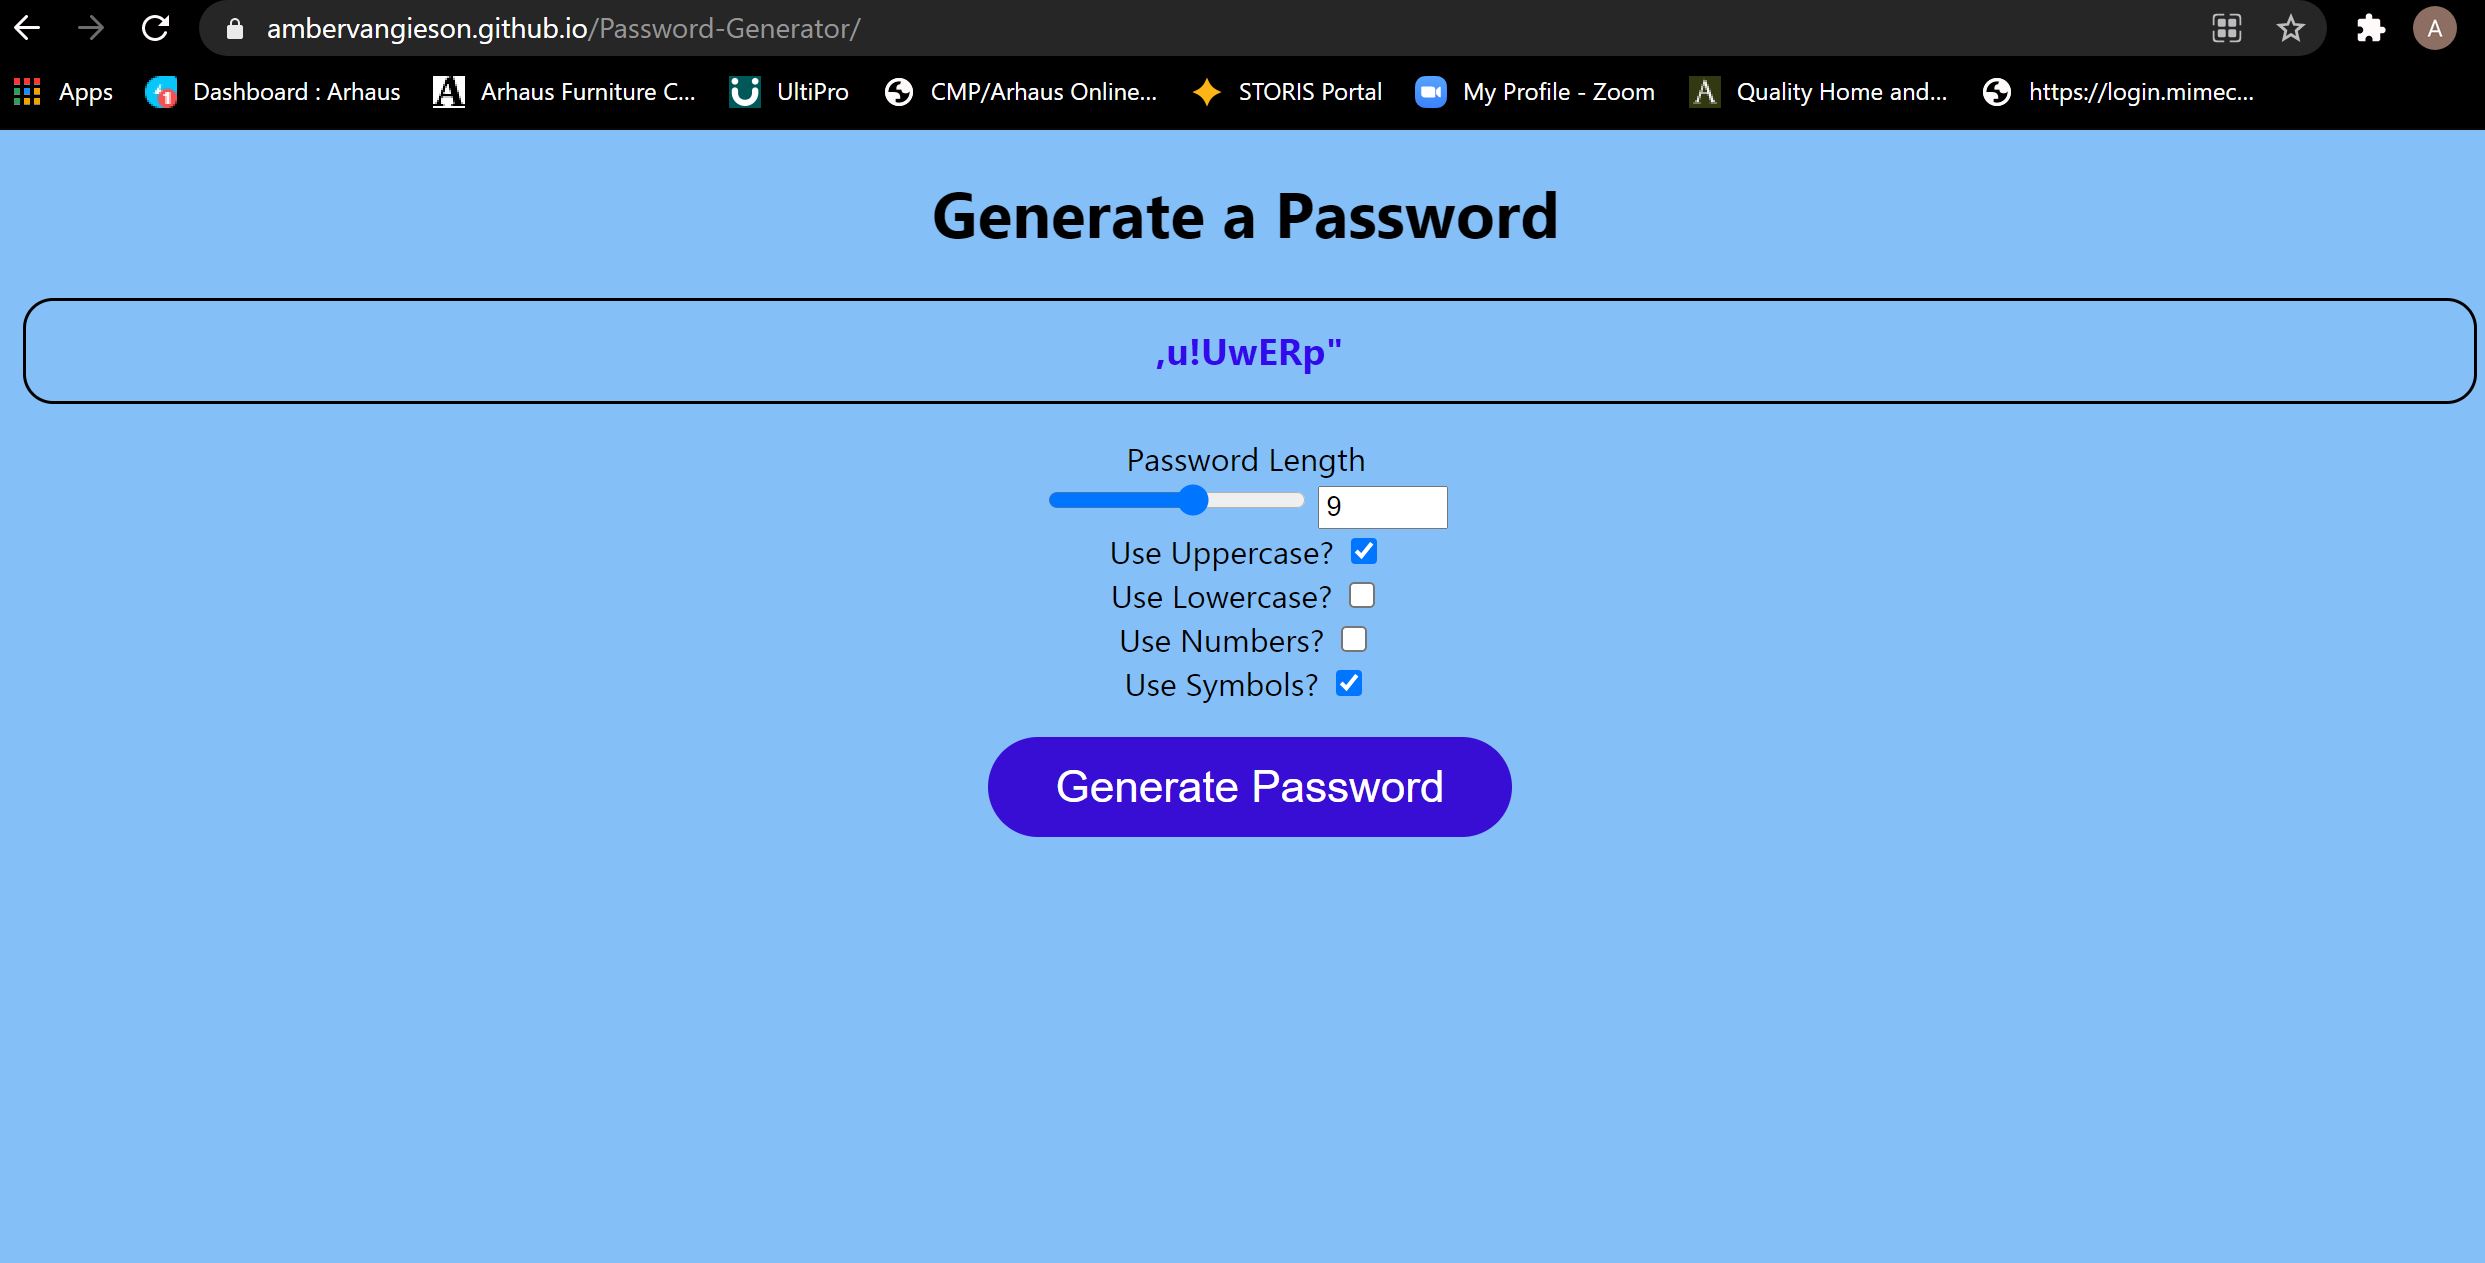 ambervangieson.github.io/Password-Generator/
A
Apps Dashboard : Arhaus Arhaus Furniture C... UltiPro CMP/Arhaus Online... STORIS Portal My Profile - Zoom Quality Home and... https://login.mimec...
Generate a Password
,u!UwERp"
Password Length
9
Use Uppercase?
Use Lowercase?
Use Numbers?
Use Symbols?
Generate Password